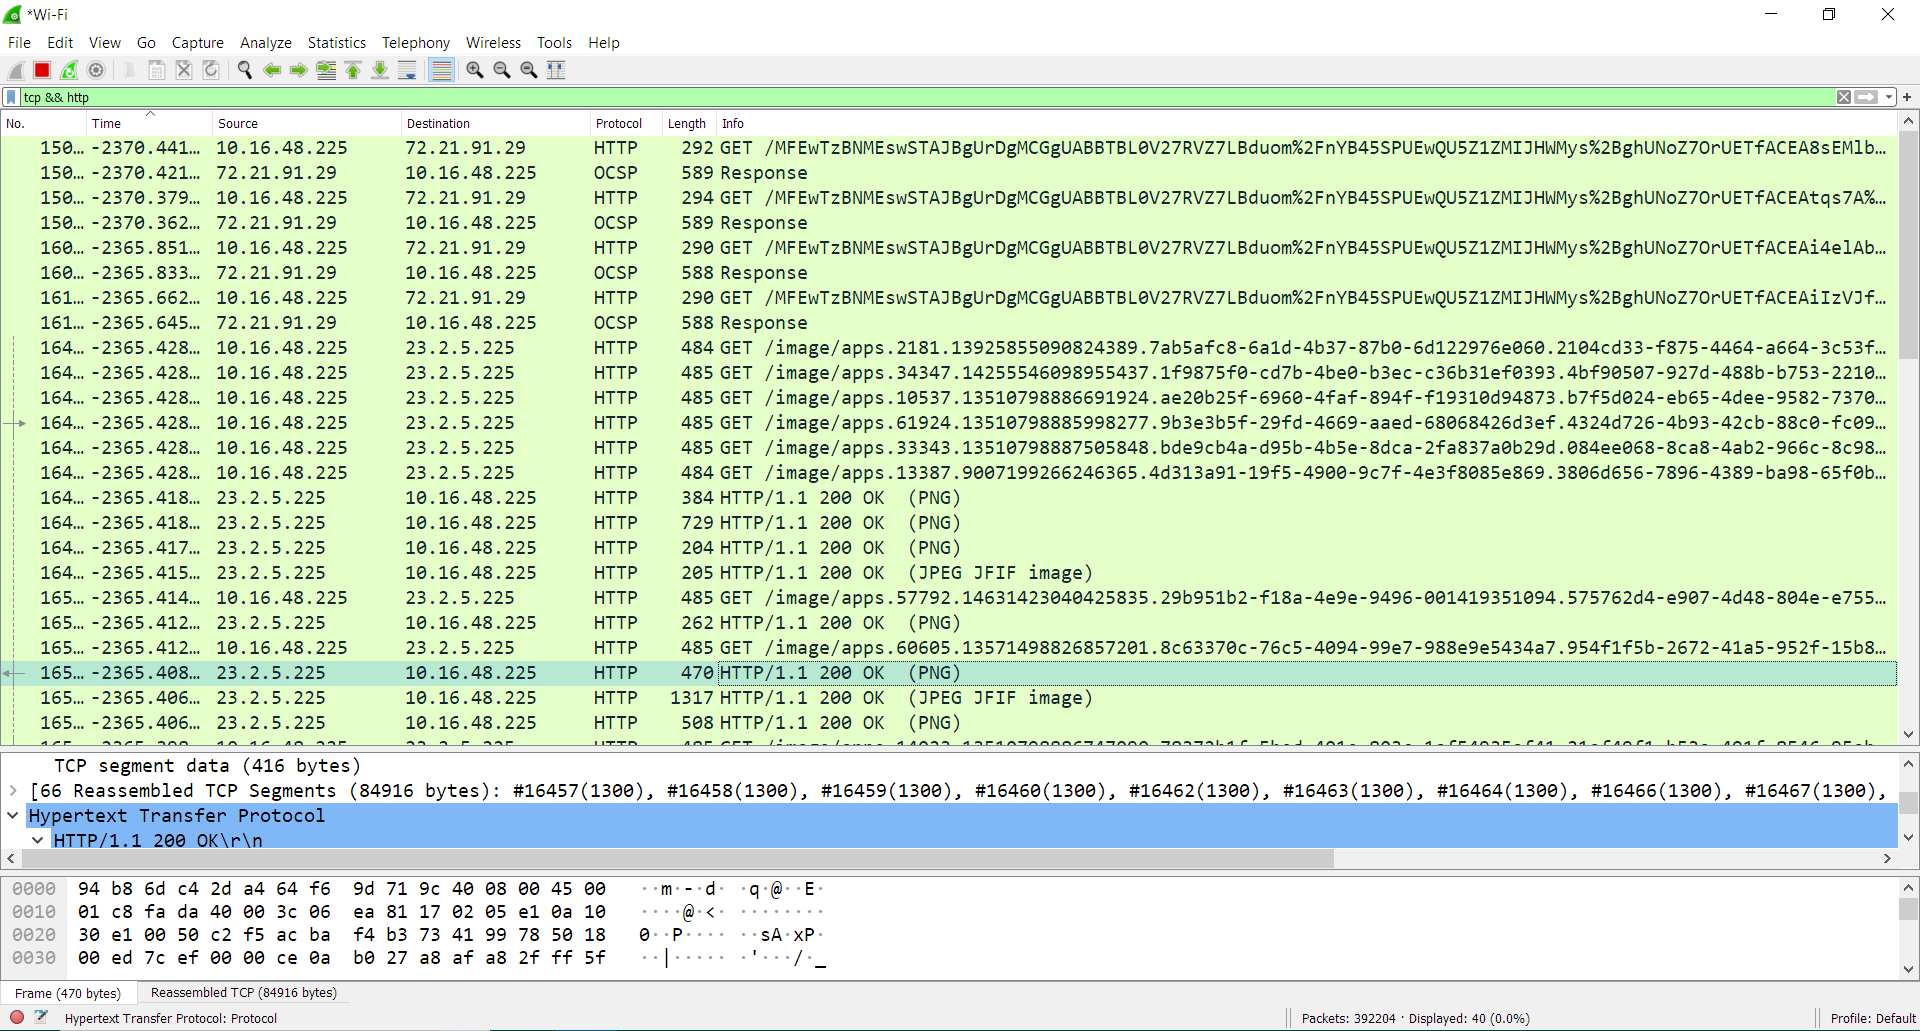 *Wi-Fi
File Edit View Go Capture Analyze Statistics Telephony Wireless Tools Help
tcp && http
No. Time Source Destination Protocol Length Info
150… -2370.441… 10.16.48.225 72.21.91.29 HTTP 292 GET /MFEwTzBNMEswSTAJBgUrDgMCGgUABBTBL0V27RVZ7LBduom%2FnYB45SPUEwQU5Z1ZMIJHWMys%2BghUNoZ7OrUETfACEA8sEMlb…
150… -2370.421… 72.21.91.29 10.16.48.225 OCSP 589 Response
150… -2370.379… 10.16.48.225 72.21.91.29 HTTP 294 GET /MFEwTzBNMEswSTAJBgUrDgMCGgUABBTBL0V27RVZ7LBduom%2FnYB45SPUEwQU5Z1ZMIJHWMys%2BghUNoZ7OrUETfACEAtqs7A%…
150… -2370.362… 72.21.91.29 10.16.48.225 OCSP 589 Response
160… -2365.851… 10.16.48.225 72.21.91.29 HTTP 290 GET /MFEwTzBNMEswSTAJBgUrDgMCGgUABBTBL0V27RVZ7LBduom%2FnYB45SPUEwQU5Z1ZMIJHWMys%2BghUNoZ7OrUETfACEAi4elAb…
160… -2365.833… 72.21.91.29 10.16.48.225 OCSP 588 Response
161… -2365.662… 10.16.48.225 72.21.91.29 HTTP 290 GET /MFEwTzBNMEswSTAJBgUrDgMCGgUABBTBL0V27RVZ7LBduom%2FnYB45SPUEwQU5Z1ZMIJHWMys%2BghUNoZ7OrUETfACEAiIzVJf…
161… -2365.645… 72.21.91.29 10.16.48.225 OCSP 588 Response
164… -2365.428… 10.16.48.225 23.2.5.225 HTTP 484 GET /image/apps.2181.13925855090824389.7ab5afc8-6a1d-4b37-87b0-6d122976e060.2104cd33-f875-4464-a664-3c53f…
164… -2365.428… 10.16.48.225 23.2.5.225 HTTP 485 GET /image/apps.34347.14255546098955437.1f9875f0-cd7b-4be0-b3ec-c36b31ef0393.4bf90507-927d-488b-b753-2210…
164… -2365.428… 10.16.48.225 23.2.5.225 HTTP 485 GET /image/apps.10537.13510798886691924.ae20b25f-6960-4faf-894f-f19310d94873.b7f5d024-eb65-4dee-9582-7370…
164… -2365.428… 10.16.48.225 23.2.5.225 HTTP 485 GET /image/apps.61924.13510798885998277.9b3e3b5f-29fd-4669-aaed-68068426d3ef.4324d726-4b93-42cb-88c0-fc09…
164… -2365.428… 10.16.48.225 23.2.5.225 HTTP 485 GET /image/apps.33343.13510798887505848.bde9cb4a-d95b-4b5e-8dca-2fa837a0b29d.084ee068-8ca8-4ab2-966c-8c98…
164… -2365.428… 10.16.48.225 23.2.5.225 HTTP 484 GET /image/apps.13387.9007199266246365.4d313a91-19f5-4900-9c7f-4e3f8085e869.3806d656-7896-4389-ba98-65f0b…
164… -2365.418… 23.2.5.225 10.16.48.225 HTTP 384 HTTP/1.1 200 OK (PNG)
164… -2365.418… 23.2.5.225 10.16.48.225 HTTP 729 HTTP/1.1 200 OK (PNG)
164… -2365.417… 23.2.5.225 10.16.48.225 HTTP 204 HTTP/1.1 200 OK (PNG)
164… -2365.415… 23.2.5.225 10.16.48.225 HTTP 205 HTTP/1.1 200 OK (JPEG JFIF image)
165… -2365.414… 10.16.48.225 23.2.5.225 HTTP 485 GET /image/apps.57792.14631423040425835.29b951b2-f18a-4e9e-9496-001419351094.575762d4-e907-4d48-804e-e755…
165… -2365.412… 23.2.5.225 10.16.48.225 HTTP 262 HTTP/1.1 200 OK (PNG)
165… -2365.412… 10.16.48.225 23.2.5.225 HTTP 485 GET /image/apps.60605.13571498826857201.8c63370c-76c5-4094-99e7-988e9e5434a7.954f1f5b-2672-41a5-952f-15b8…
165… -2365.408… 23.2.5.225 10.16.48.225 HTTP 470 HTTP/1.1 200 OK (PNG)
165… -2365.406… 23.2.5.225 10.16.48.225 HTTP 1317 HTTP/1.1 200 OK (JPEG JFIF image)
165… -2365.406… 23.2.5.225 10.16.48.225 HTTP 508 HTTP/1.1 200 OK (PNG)
TCP segment data (416 bytes)
[66 Reassembled TCP Segments (84916 bytes): #16457(1300), #16458(1300), #16459(1300), #16460(1300), #16462(1300), #16463(1300), #16464(1300), #16466(1300), #16467(1300),
Hypertext Transfer Protocol
HTTP/1.1 200 OK\r\n
0000 94 b8 6d c4 2d a4 64 f6 9d 71 9c 40 08 00 45 00 ··m·-·d· ·q·@··E·
0010 01 c8 fa da 40 00 3c 06 ea 81 17 02 05 e1 0a 10 ····@·<· ········
0020 30 e1 00 50 c2 f5 ac ba f4 b3 73 41 99 78 50 18 0··P···· ··sA·xP·
0030 00 ed 7c ef 00 00 ce 0a b0 27 a8 af a8 2f ff 5f ··|····· ·'···/·_
Frame (470 bytes) Reassembled TCP (84916 bytes)
Hypertext Transfer Protocol: Protocol Packets: 392204 · Displayed: 40 (0.0%) Profile: Default